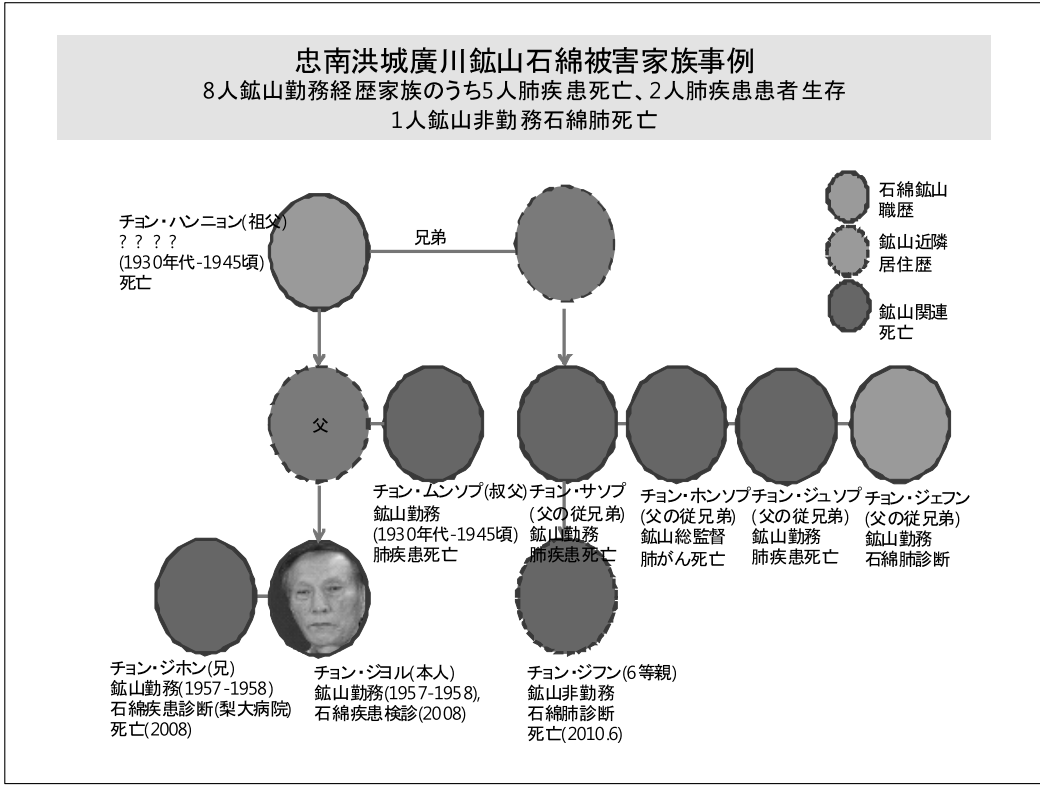 忠南洪城廣川鉱山石綿被害家族事例
8人鉱山勤務経歴家族のうち5人肺疾患死亡、2人肺疾患患者生存
1人鉱山非勤務石綿肺死亡
石綿鉱山
職歴
鉱山近隣
居住歴
鉱山関連
死亡
チョン・ハンニョン(祖父)
? ? ? ?
(1930年代-1945頃)
死亡
兄弟
父
チョン・ムンソプ(叔父)
鉱山勤務
(1930年代-1945頃)
肺疾患死亡
チョン・サソプ
(父の従兄弟)
鉱山勤務
肺疾患死亡
チョン・ホンソプ
(父の従兄弟)
鉱山総監督
肺がん死亡
チョン・ジュソプ
(父の従兄弟)
鉱山勤務
肺疾患死亡
チョン・ジェフン
(父の従兄弟)
鉱山勤務
石綿肺診断
チョン・ジホン(兄)
鉱山勤務(1957-1958)
石綿疾患診断(梨大病院)
死亡(2008)
チョン・ジヨル(本人)
鉱山勤務(1957-1958),
石綿疾患検診(2008)
チョン・ジフン(6等親)
鉱山非勤務
石綿肺診断
死亡(2010.6)